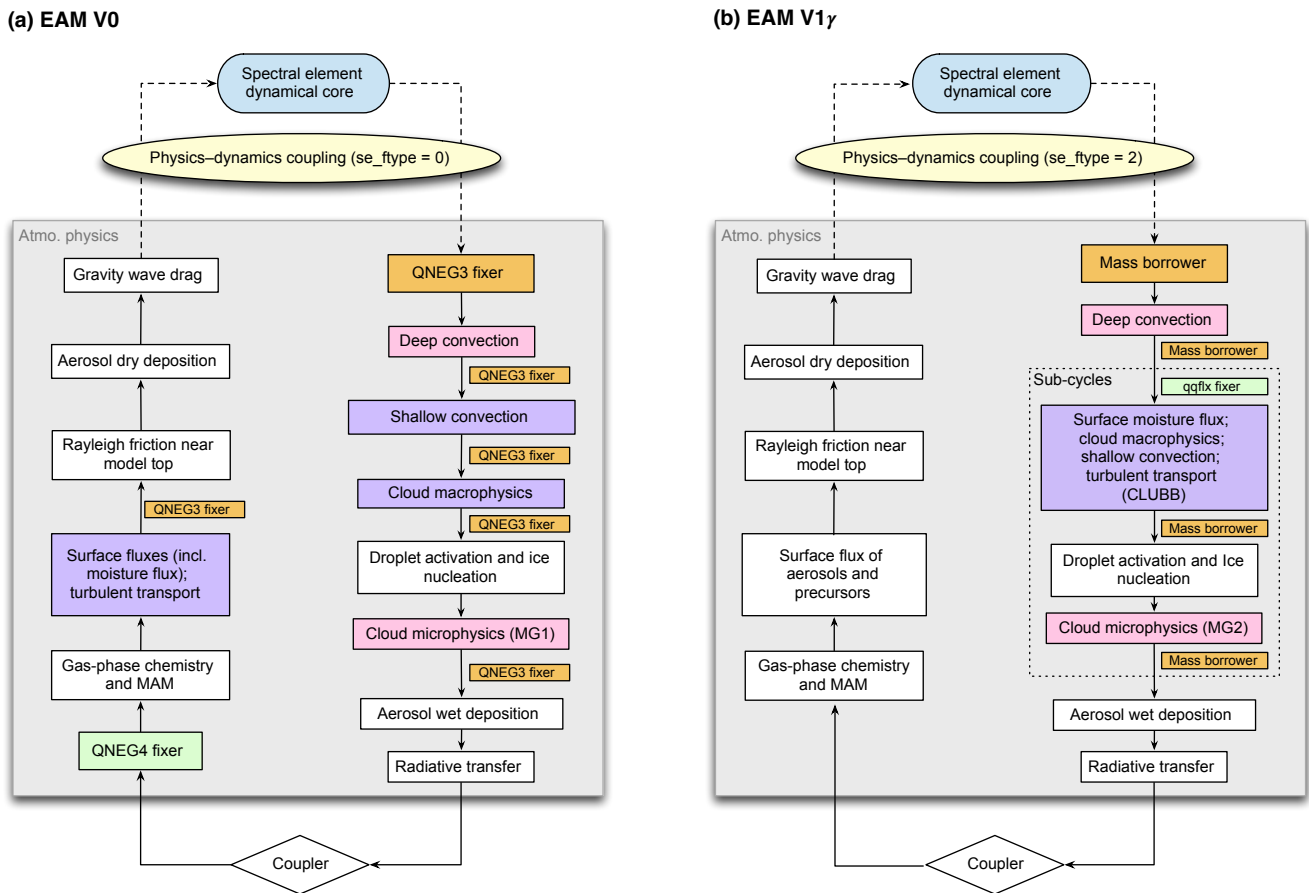 (a) EAM V0
Spectral element
dynamical core
Physics–dynamics coupling (se_ftype = 0)
Atmo. physics
Gravity wave drag
Aerosol dry deposition
Rayleigh friction near
model top
QNEG3 fixer
Surface fluxes (incl.
moisture flux);
turbulent transport
Gas-phase chemistry
and MAM
QNEG4 fixer
QNEG3 fixer
Deep convection
QNEG3 fixer
Shallow convection
QNEG3 fixer
Cloud macrophysics
QNEG3 fixer
Droplet activation and ice
nucleation
Cloud microphysics (MG1)
QNEG3 fixer
Aerosol wet deposition
Radiative transfer
Coupler
(b) EAM V1γ
Spectral element
dynamical core
Physics–dynamics coupling (se_ftype = 2)
Atmo. physics
Gravity wave drag
Aerosol dry deposition
Rayleigh friction near
model top
Surface flux of
aerosols and
precursors
Gas-phase chemistry
and MAM
Mass borrower
Deep convection
Mass borrower
Sub-cycles
qqflx fixer
Surface moisture flux;
cloud macrophysics;
shallow convection;
turbulent transport
(CLUBB)
Mass borrower
Droplet activation and Ice
nucleation
Cloud microphysics (MG2)
Mass borrower
Aerosol wet deposition
Radiative transfer
Coupler